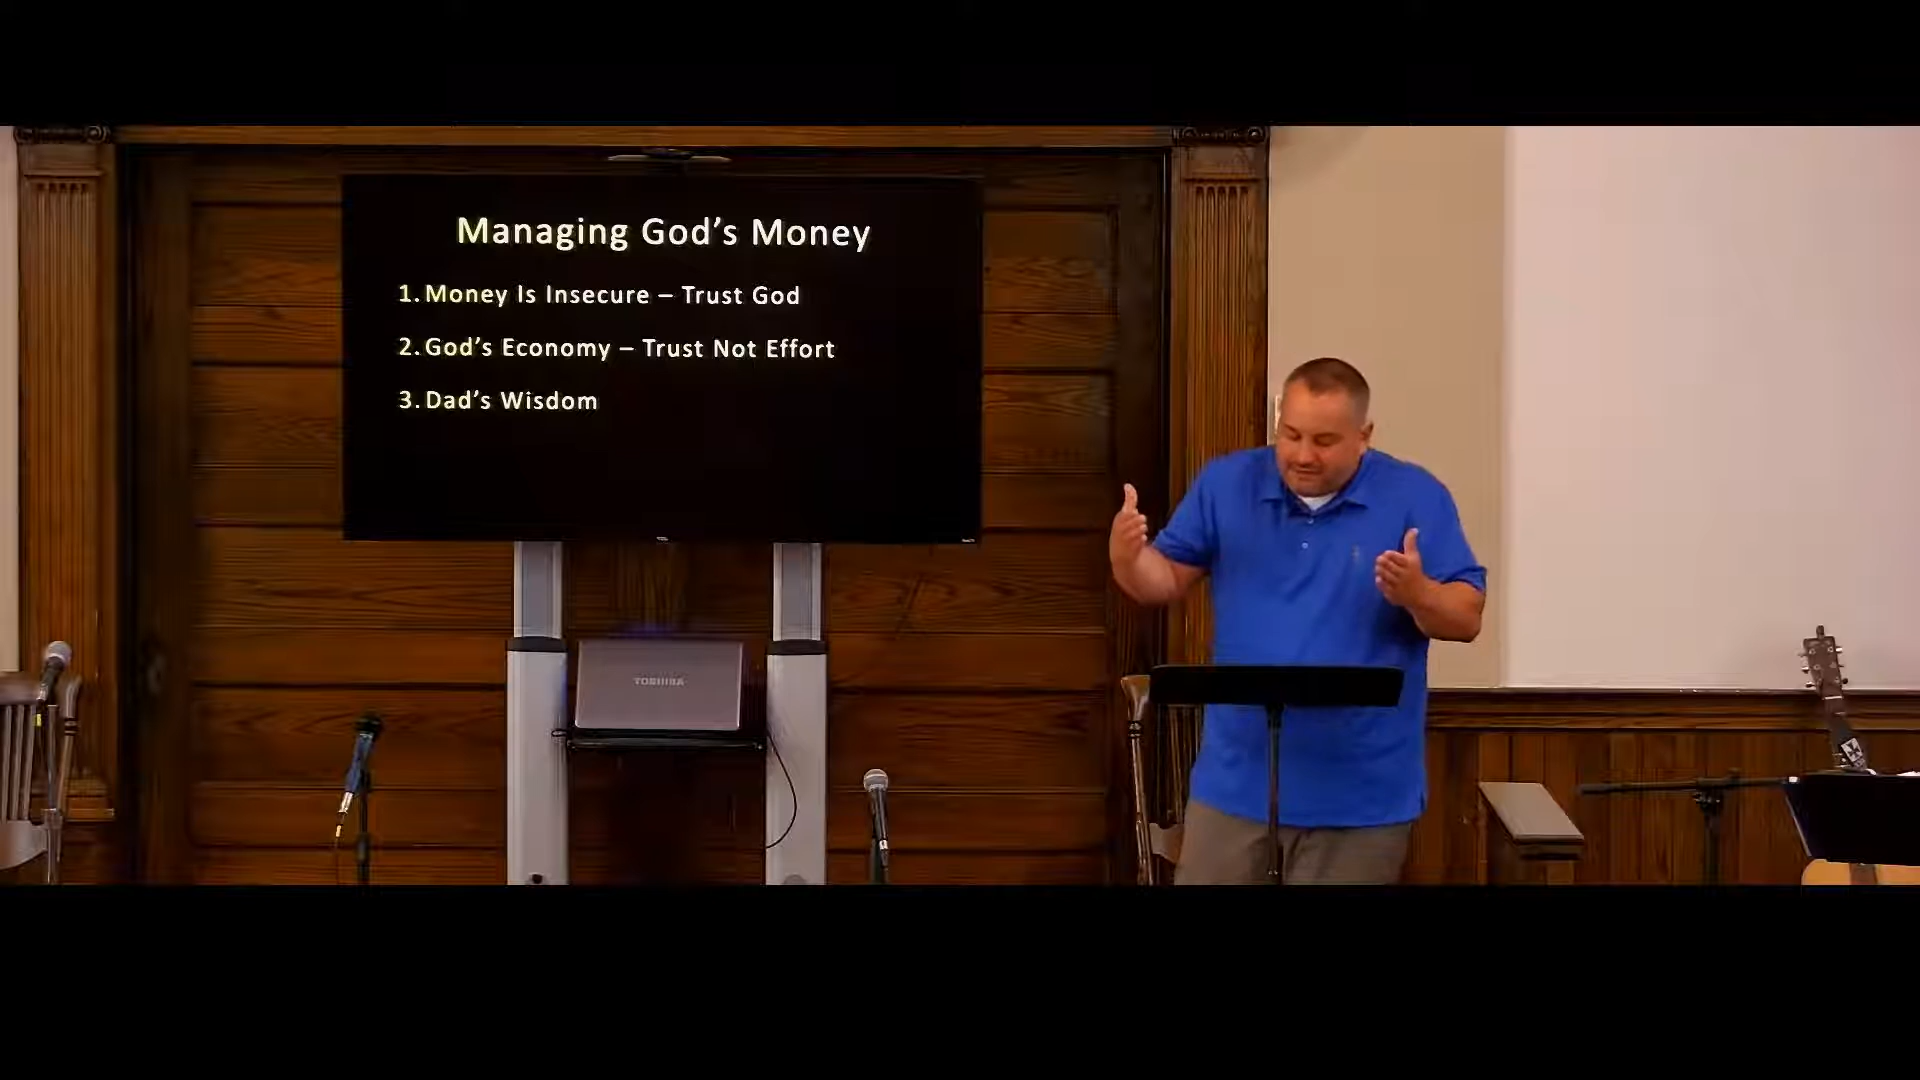 Managing God's Money
1. Money Is Insecure – Trust God
2. God's Economy – Trust Not Effort
3. Dad's Wisdom
TOSHIBA